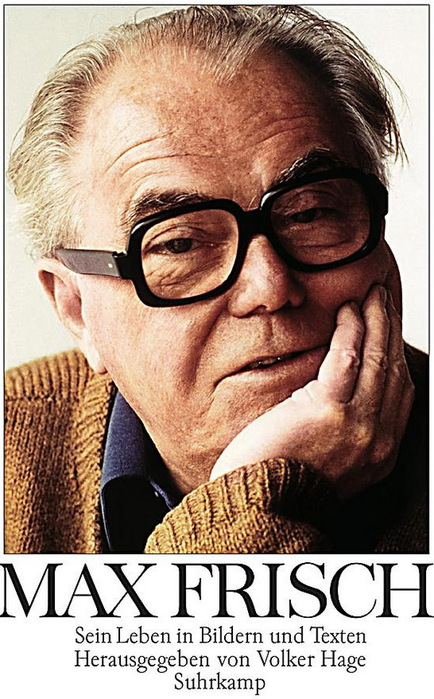 MAX FRISCH
Sein Leben in Bildern und Texten
Herausgegeben von Volker Hage
Suhrkamp